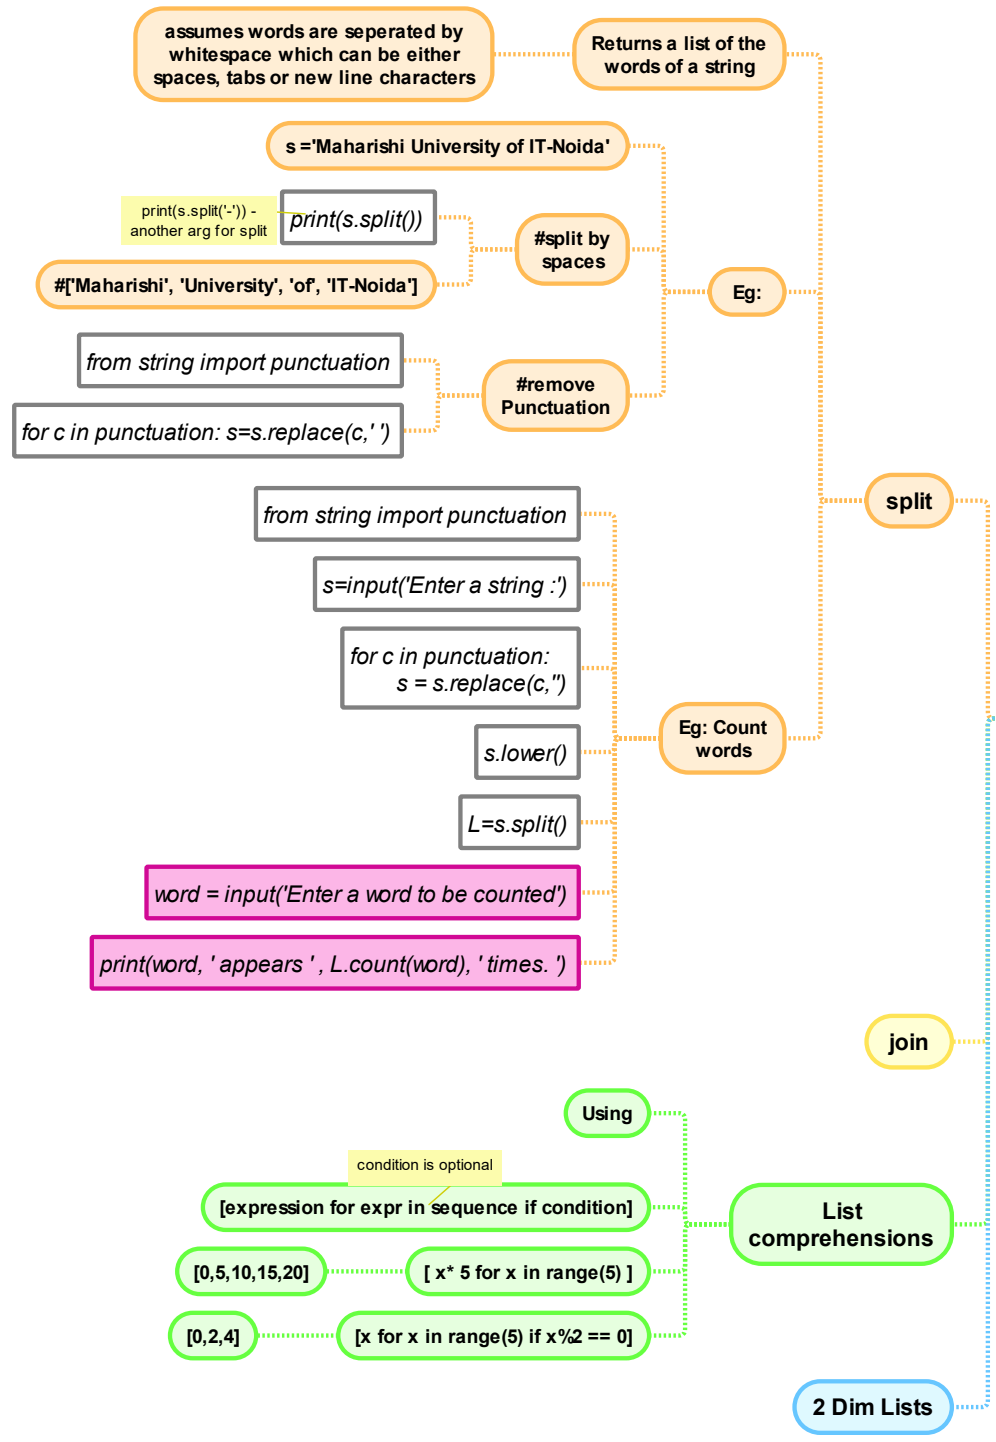 assumes words are seperated by
whitespace which can be either
spaces, tabs or new line characters
Returns a list of the
words of a string
s ='Maharishi University of IT-Noida'
print(s.split('-')) -
another arg for split
print(s.split())
#split by
spaces
#['Maharishi', 'University', 'of', 'IT-Noida']
Eg:
from string import punctuation
#remove
Punctuation
for c in punctuation: s=s.replace(c,' ')
split
from string import punctuation
s=input('Enter a string :')
for c in punctuation:
s = s.replace(c,'')
Eg: Count
words
s.lower()
L=s.split()
word = input('Enter a word to be counted')
print(word, ' appears ' , L.count(word), ' times. ')
join
Using
condition is optional
[expression for expr in sequence if condition]
List
comprehensions
[0,5,10,15,20]
[ x* 5 for x in range(5) ]
[0,2,4]
[x for x in range(5) if x%2 == 0]
2 Dim Lists